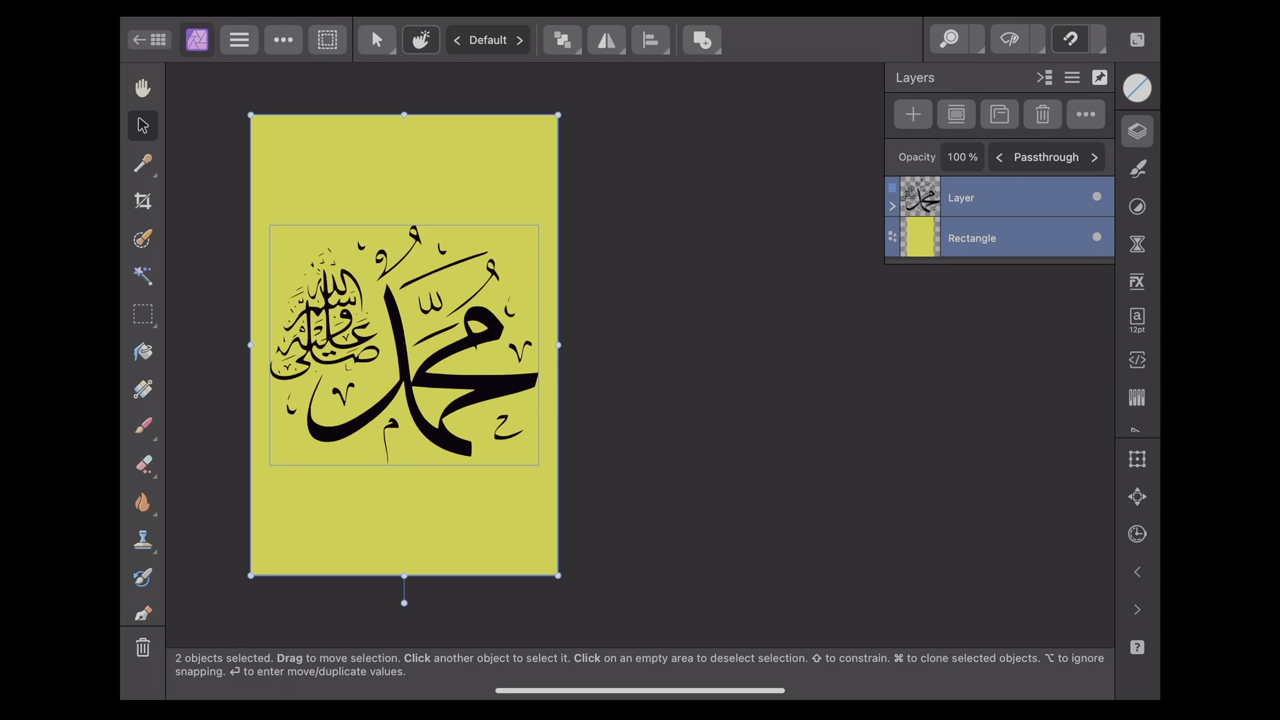 Default
Layers
Opacity 100 % Passthrough
Layer
Rectangle
محمد
صلى الله عليه وسلم
FX
a
12pt
?
2 objects selected. Drag to move selection. Click another object to select it. Click on an empty area to deselect selection. ⇧ to constrain. ⌘ to clone selected objects. ⌥ to ignore
snapping. ↩ to enter move/duplicate values.